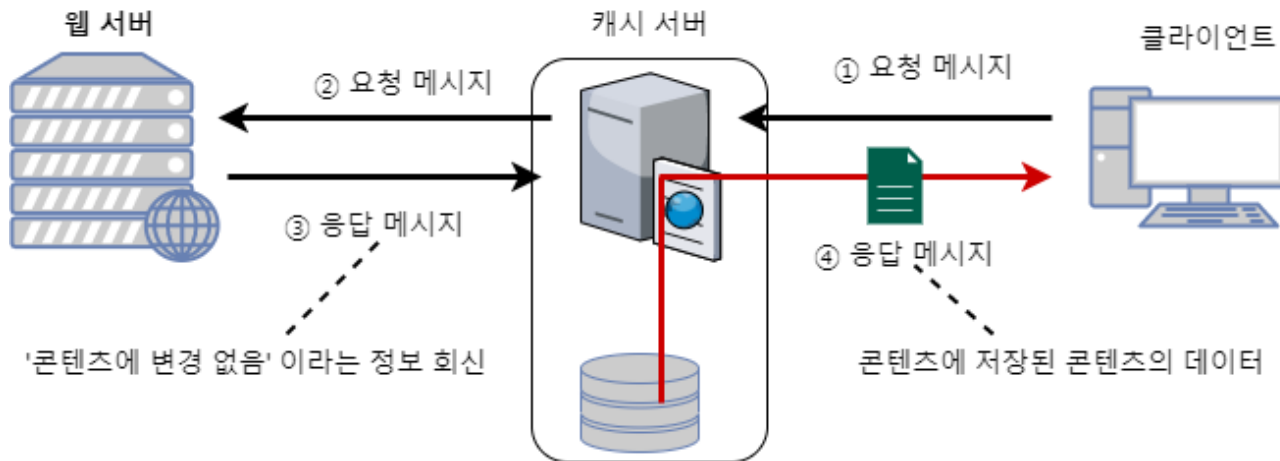 웹 서버
캐시 서버
클라이언트
② 요청 메시지
① 요청 메시지
③ 응답 메시지
④ 응답 메시지
'콘텐츠에 변경 없음' 이라는 정보 회신
콘텐츠에 저장된 콘텐츠의 데이터